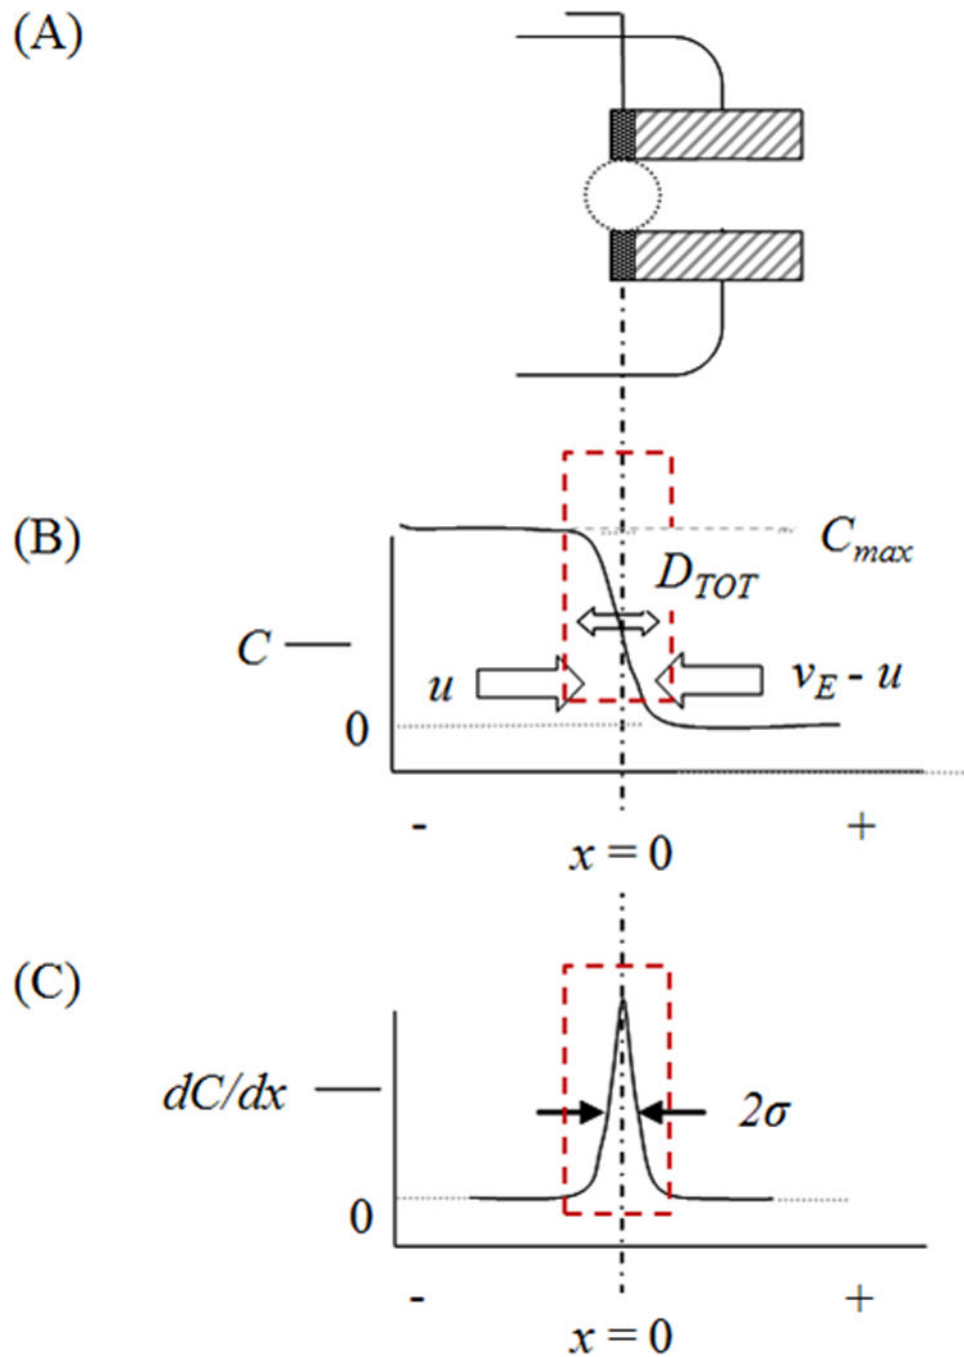 (A)
(B)
C_max
D_TOT
C
u
v_E - u
0
- +
x = 0
(C)
dC/dx
2σ
0
- +
x = 0